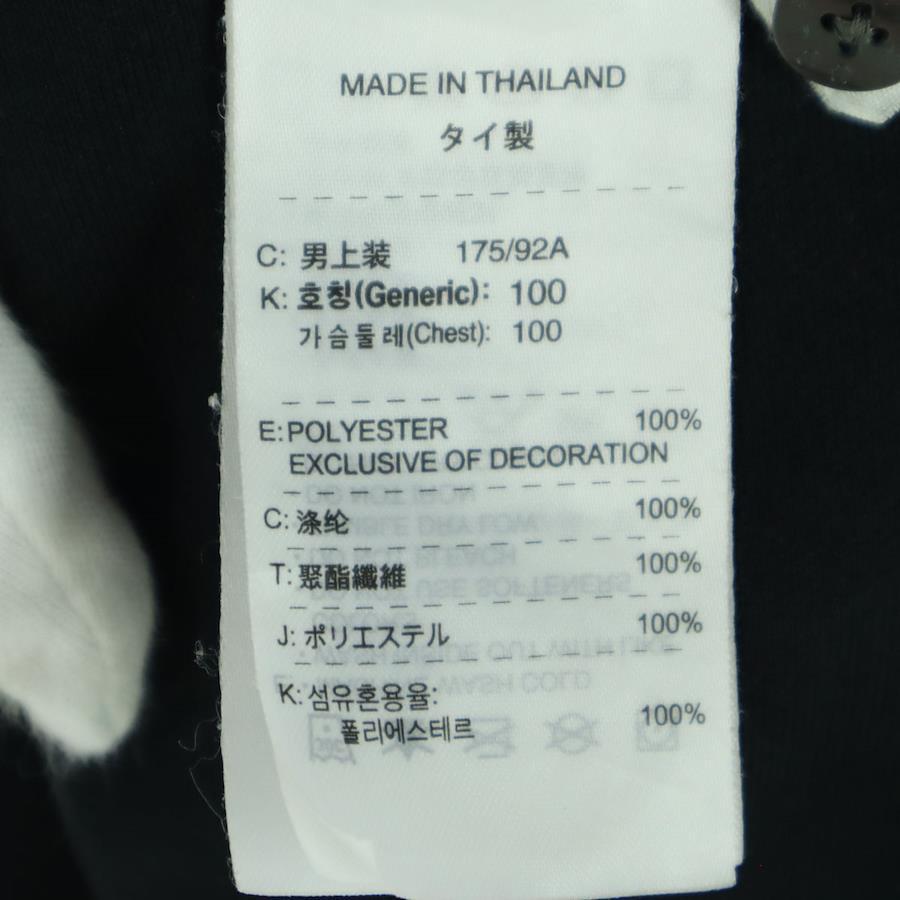 MADE IN THAILAND
タイ製
C: 男上装 175/92A
K: 호칭(Generic): 100
가슴둘레(Chest): 100
E: POLYESTER 100%
EXCLUSIVE OF DECORATION
C: 涤纶 100%
T: 聚酯纖維 100%
J: ポリエステル 100%
K: 섬유혼용율:
폴리에스테르 100%